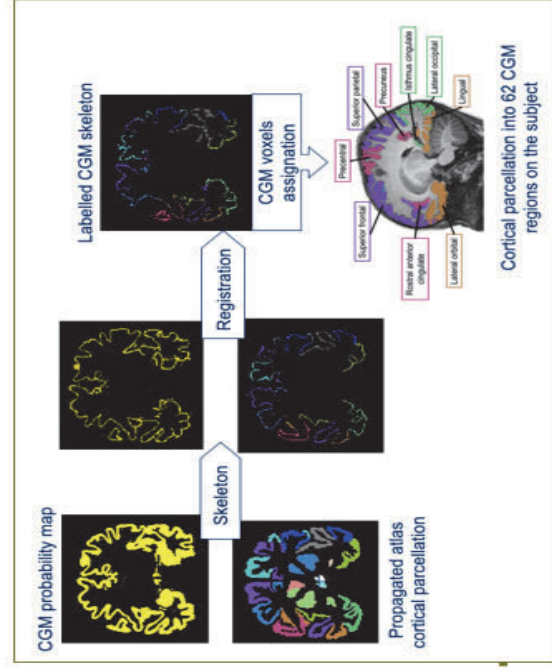 CGM probability map
Skeleton
Propagated atlas
cortical parcellation
Registration
Labelled CGM skeleton
CGM voxels
assignation
Superior frontal
Precentral
Superior parietal
Precuneus
Isthmus cingulate
Lateral occipital
Rostral anterior
cingulate
Lateral orbital
Lingual
Cortical parcellation into 62 CGM
regions on the subject